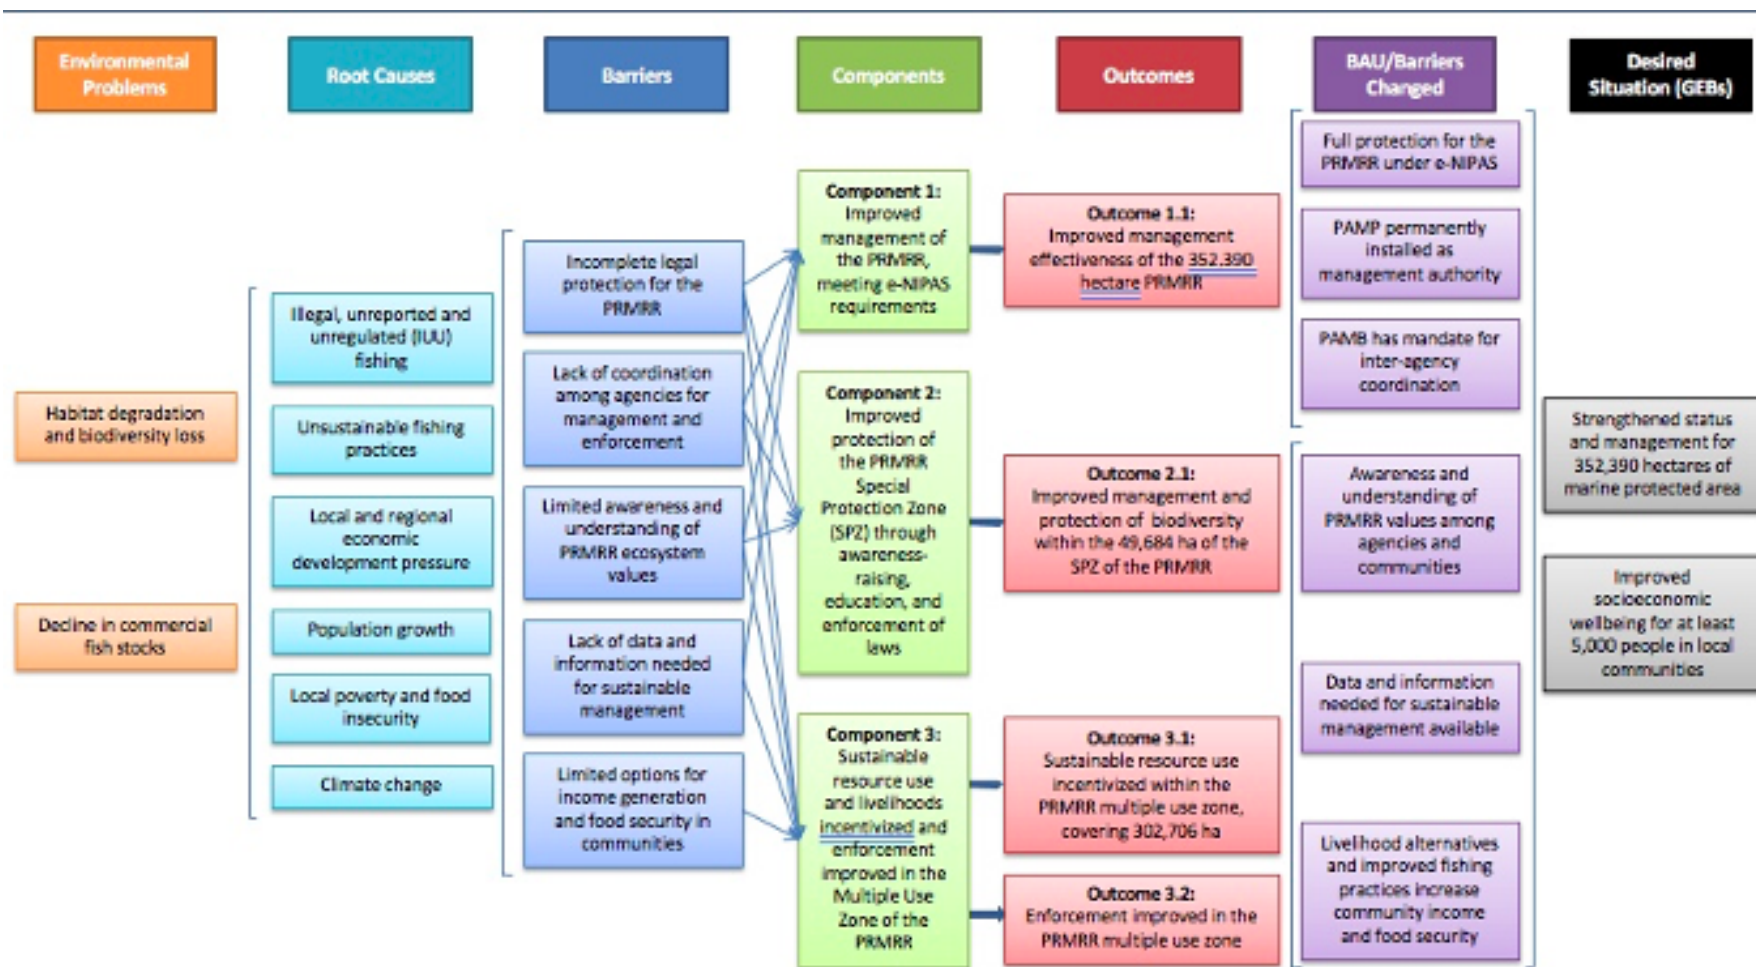 Environmental
Problems
Root Causes
Barriers
Components
Outcomes
BAU/Barriers
Changed
Desired
Situation (GEBs)
Habitat degradation
and biodiversity loss
Decline in commercial
fish stocks
Illegal, unreported and
unregulated (IUU)
fishing
Unsustainable fishing
practices
Local and regional
economic
development pressure
Population growth
Local poverty and food
insecurity
Climate change
Incomplete legal
protection for the
PRMRR
Lack of coordination
among agencies for
management and
enforcement
Limited awareness and
understanding of
PRMRR ecosystem
values
Lack of data and
information needed
for sustainable
management
Limited options for
income generation
and food security in
communities
Component 1:
Improved
management of
the PRMRR,
meeting e-NIPAS
requirements
Component 2:
Improved
protection of
the PRMRR
Special
Protection Zone
(SPZ) through
awareness-
raising,
education, and
enforcement of
laws
Component 3:
Sustainable
resource use
and livelihoods
incentivized and
enforcement
improved in the
Multiple Use
Zone of the
PRMRR
Outcome 1.1:
Improved management
effectiveness of the 352.390
hectare PRMRR
Outcome 2.1:
Improved management and
protection of biodiversity
within the 49,684 ha of the
SPZ of the PRMRR
Outcome 3.1:
Sustainable resource use
incentivized within the
PRMRR multiple use zone,
covering 302,706 ha
Outcome 3.2:
Enforcement improved in the
PRMRR multiple use zone
Full protection for the
PRMRR under e-NIPAS
PAMP permanently
installed as
management authority
PAMB has mandate for
inter-agency
coordination
Awareness and
understanding of
PRMRR values among
agencies and
communities
Data and information
needed for sustainable
management available
Livelihood alternatives
and improved fishing
practices increase
community income
and food security
Strengthened status
and management for
352,390 hectares of
marine protected area
Improved
socioeconomic
wellbeing for at least
5,000 people in local
communities